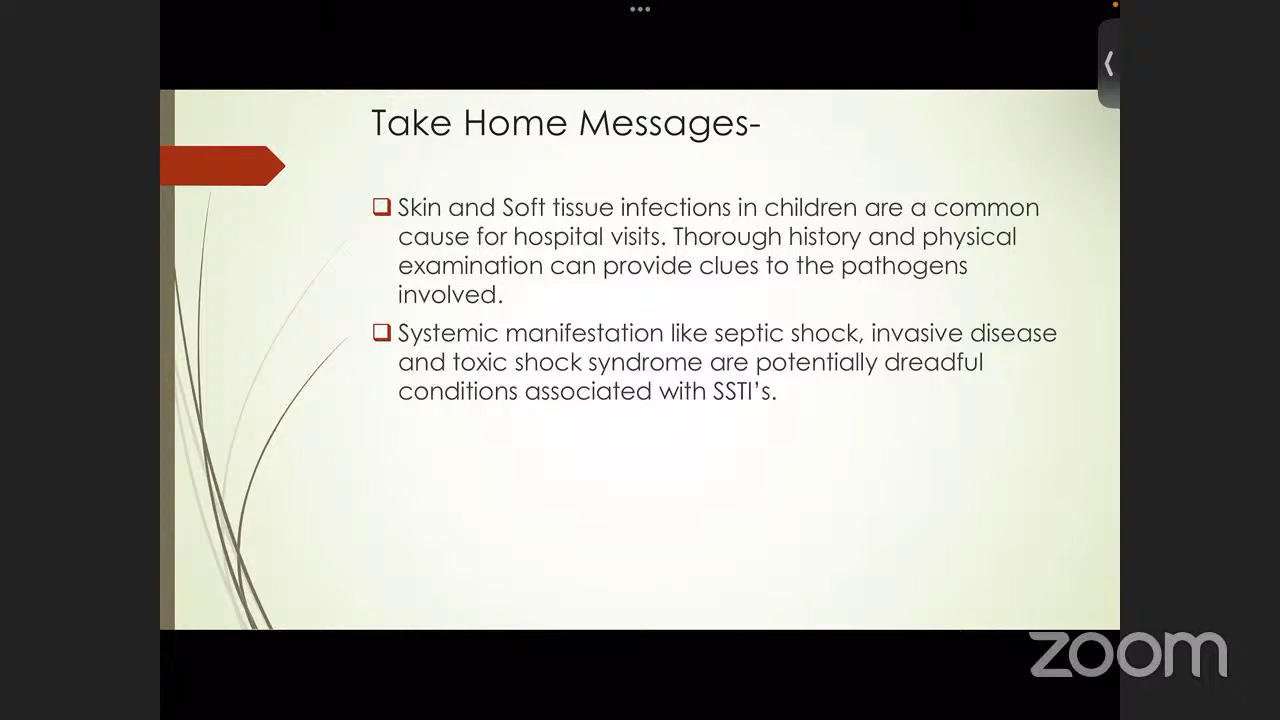 Take Home Messages-
Skin and Soft tissue infections in children are a common
cause for hospital visits. Thorough history and physical
examination can provide clues to the pathogens
involved.
Systemic manifestation like septic shock, invasive disease
and toxic shock syndrome are potentially dreadful
conditions associated with SSTI's.
zoom